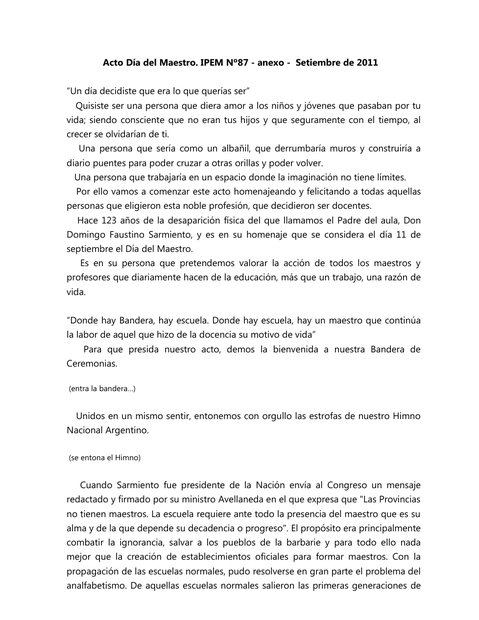 Acto Día del Maestro. IPEM Nº87 - anexo - Setiembre de 2011
“Un día decidiste que era lo que querías ser”
Quisiste ser una persona que diera amor a los niños y jóvenes que pasaban por tu
vida; siendo consciente que no eran tus hijos y que seguramente con el tiempo, al
crecer se olvidarían de ti.
Una persona que sería como un albañil, que derrumbaría muros y construiría a
diario puentes para poder cruzar a otras orillas y poder volver.
Una persona que trabajaría en un espacio donde la imaginación no tiene límites.
Por ello vamos a comenzar este acto homenajeando y felicitando a todas aquellas
personas que eligieron esta noble profesión, que decidieron ser docentes.
Hace 123 años de la desaparición física del que llamamos el Padre del aula, Don
Domingo Faustino Sarmiento, y es en su homenaje que se considera el día 11 de
septiembre el Día del Maestro.
Es en su persona que pretendemos valorar la acción de todos los maestros y
profesores que diariamente hacen de la educación, más que un trabajo, una razón de
vida.
“Donde hay Bandera, hay escuela. Donde hay escuela, hay un maestro que continúa
la labor de aquel que hizo de la docencia su motivo de vida”
Para que presida nuestro acto, demos la bienvenida a nuestra Bandera de
Ceremonias.
(entra la bandera...)
Unidos en un mismo sentir, entonemos con orgullo las estrofas de nuestro Himno
Nacional Argentino.
(se entona el Himno)
Cuando Sarmiento fue presidente de la Nación envía al Congreso un mensaje
redactado y firmado por su ministro Avellaneda en el que expresa que "Las Provincias
no tienen maestros. La escuela requiere ante todo la presencia del maestro que es su
alma y de la que depende su decadencia o progreso". El propósito era principalmente
combatir la ignorancia, salvar a los pueblos de la barbarie y para todo ello nada
mejor que la creación de establecimientos oficiales para formar maestros. Con la
propagación de las escuelas normales, pudo resolverse en gran parte el problema del
analfabetismo. De aquellas escuelas normales salieron las primeras generaciones de